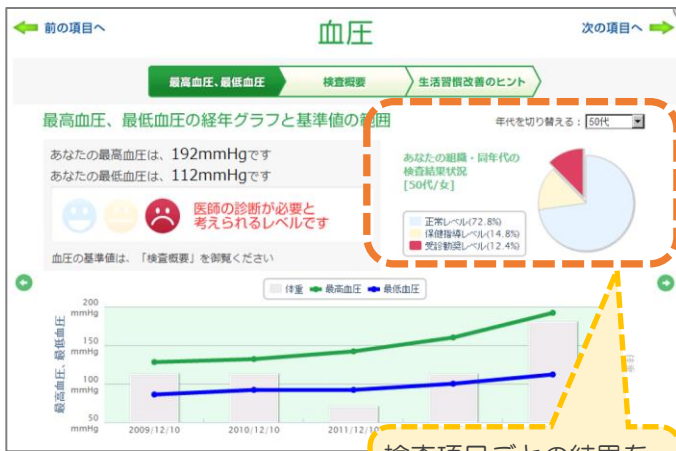 前の項目へ
血圧
次の項目へ
最高血圧、最低血圧
検査概要
生活習慣改善のヒント
最高血圧、最低血圧の経年グラフと基準値の範囲
年代を切り替える：50代
あなたの最高血圧は、192mmHgです
あなたの最低血圧は、112mmHgです
医師の診断が必要と
考えられるレベルです
血圧の基準値は、「検査概要」を御覧ください
あなたの組織・同年代の
検査結果状況
[50代/女]
正常レベル(72.8%)
保健指導レベル(14.8%)
受診勧奨レベル(12.4%)
体重 最高血圧 最低血圧
最高血圧、最低血圧
200
mmHg
150
mmHg
100
mmHg
50
mmHg
2009/12/10
2010/12/10
2011/12/10
検査項目ごとの結果を